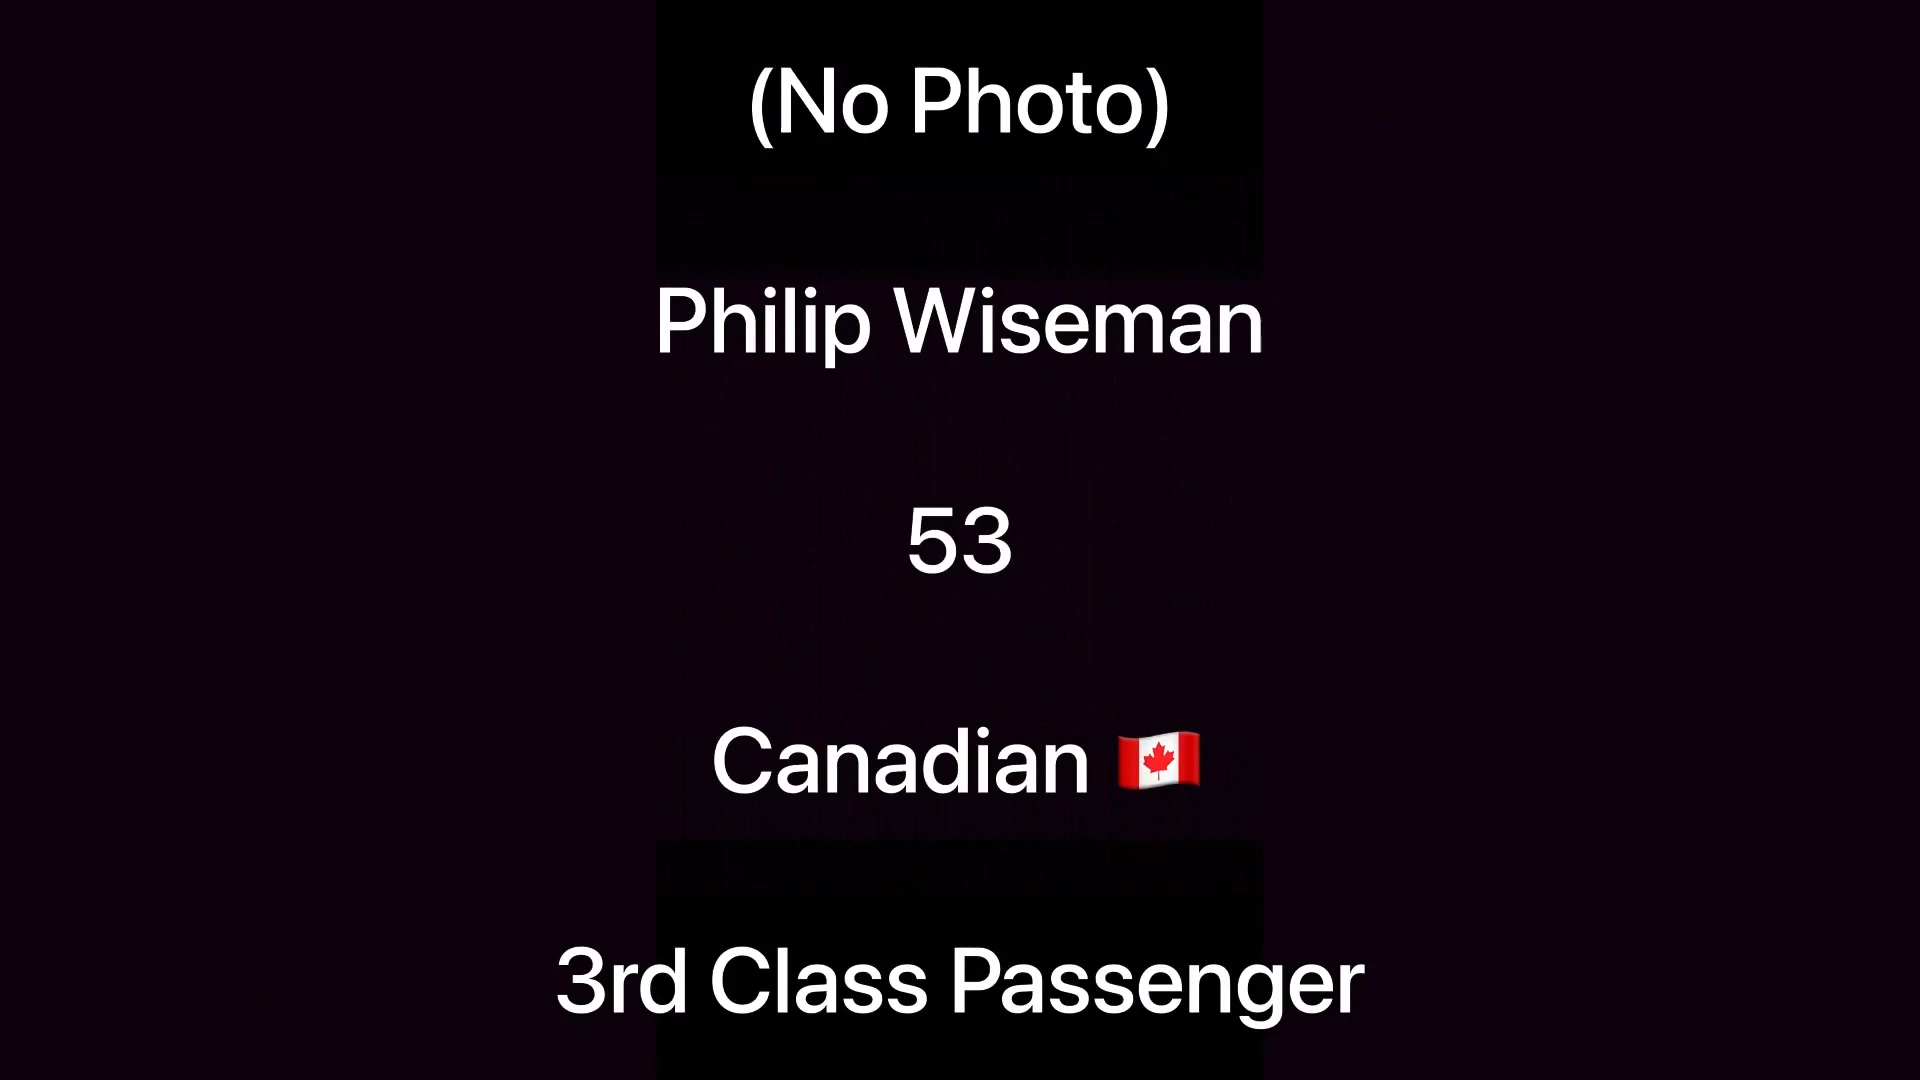 (No Photo)
Philip Wiseman
53
Canadian 🇨🇦
3rd Class Passenger